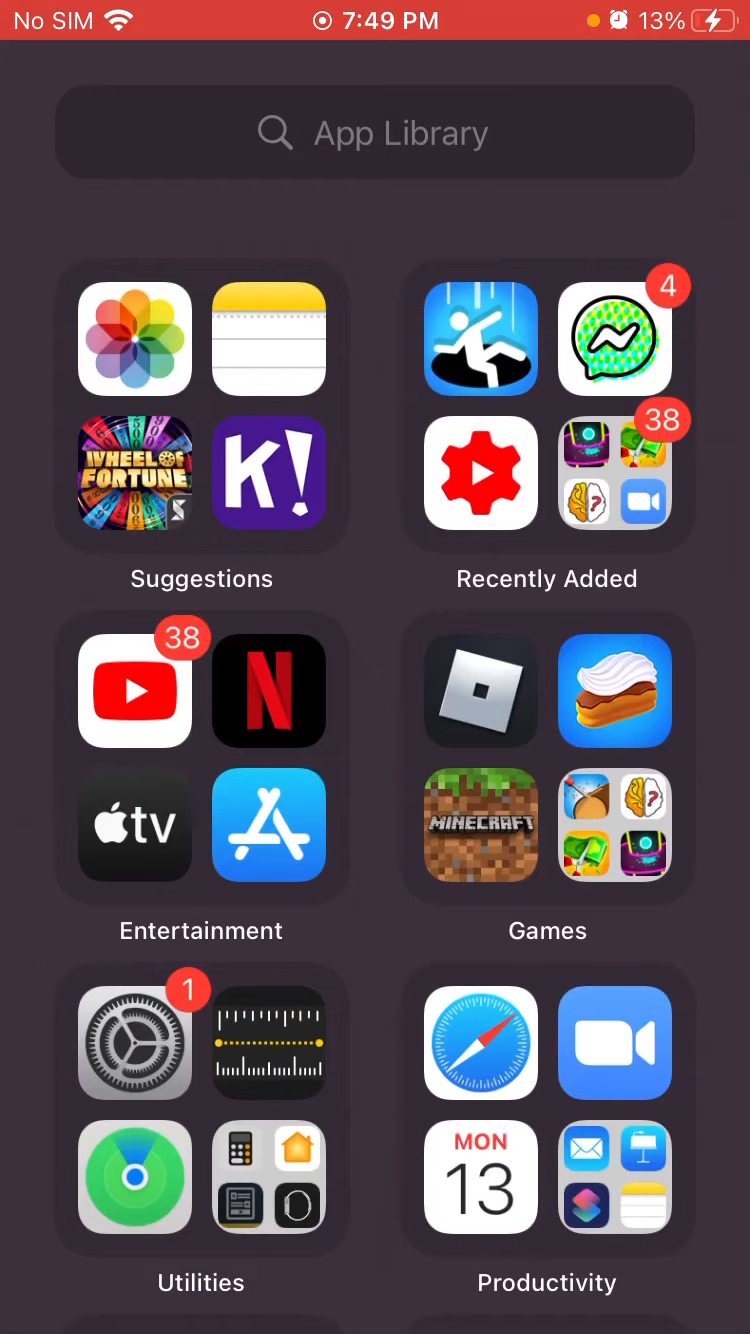 No SIM 7:49 PM 13%
App Library
4
WHEEL OF
FORTUNE
K!
38
Suggestions
Recently Added
38
N
tv
MINECRAFT
Entertainment
Games
1
MON
13
Utilities
Productivity